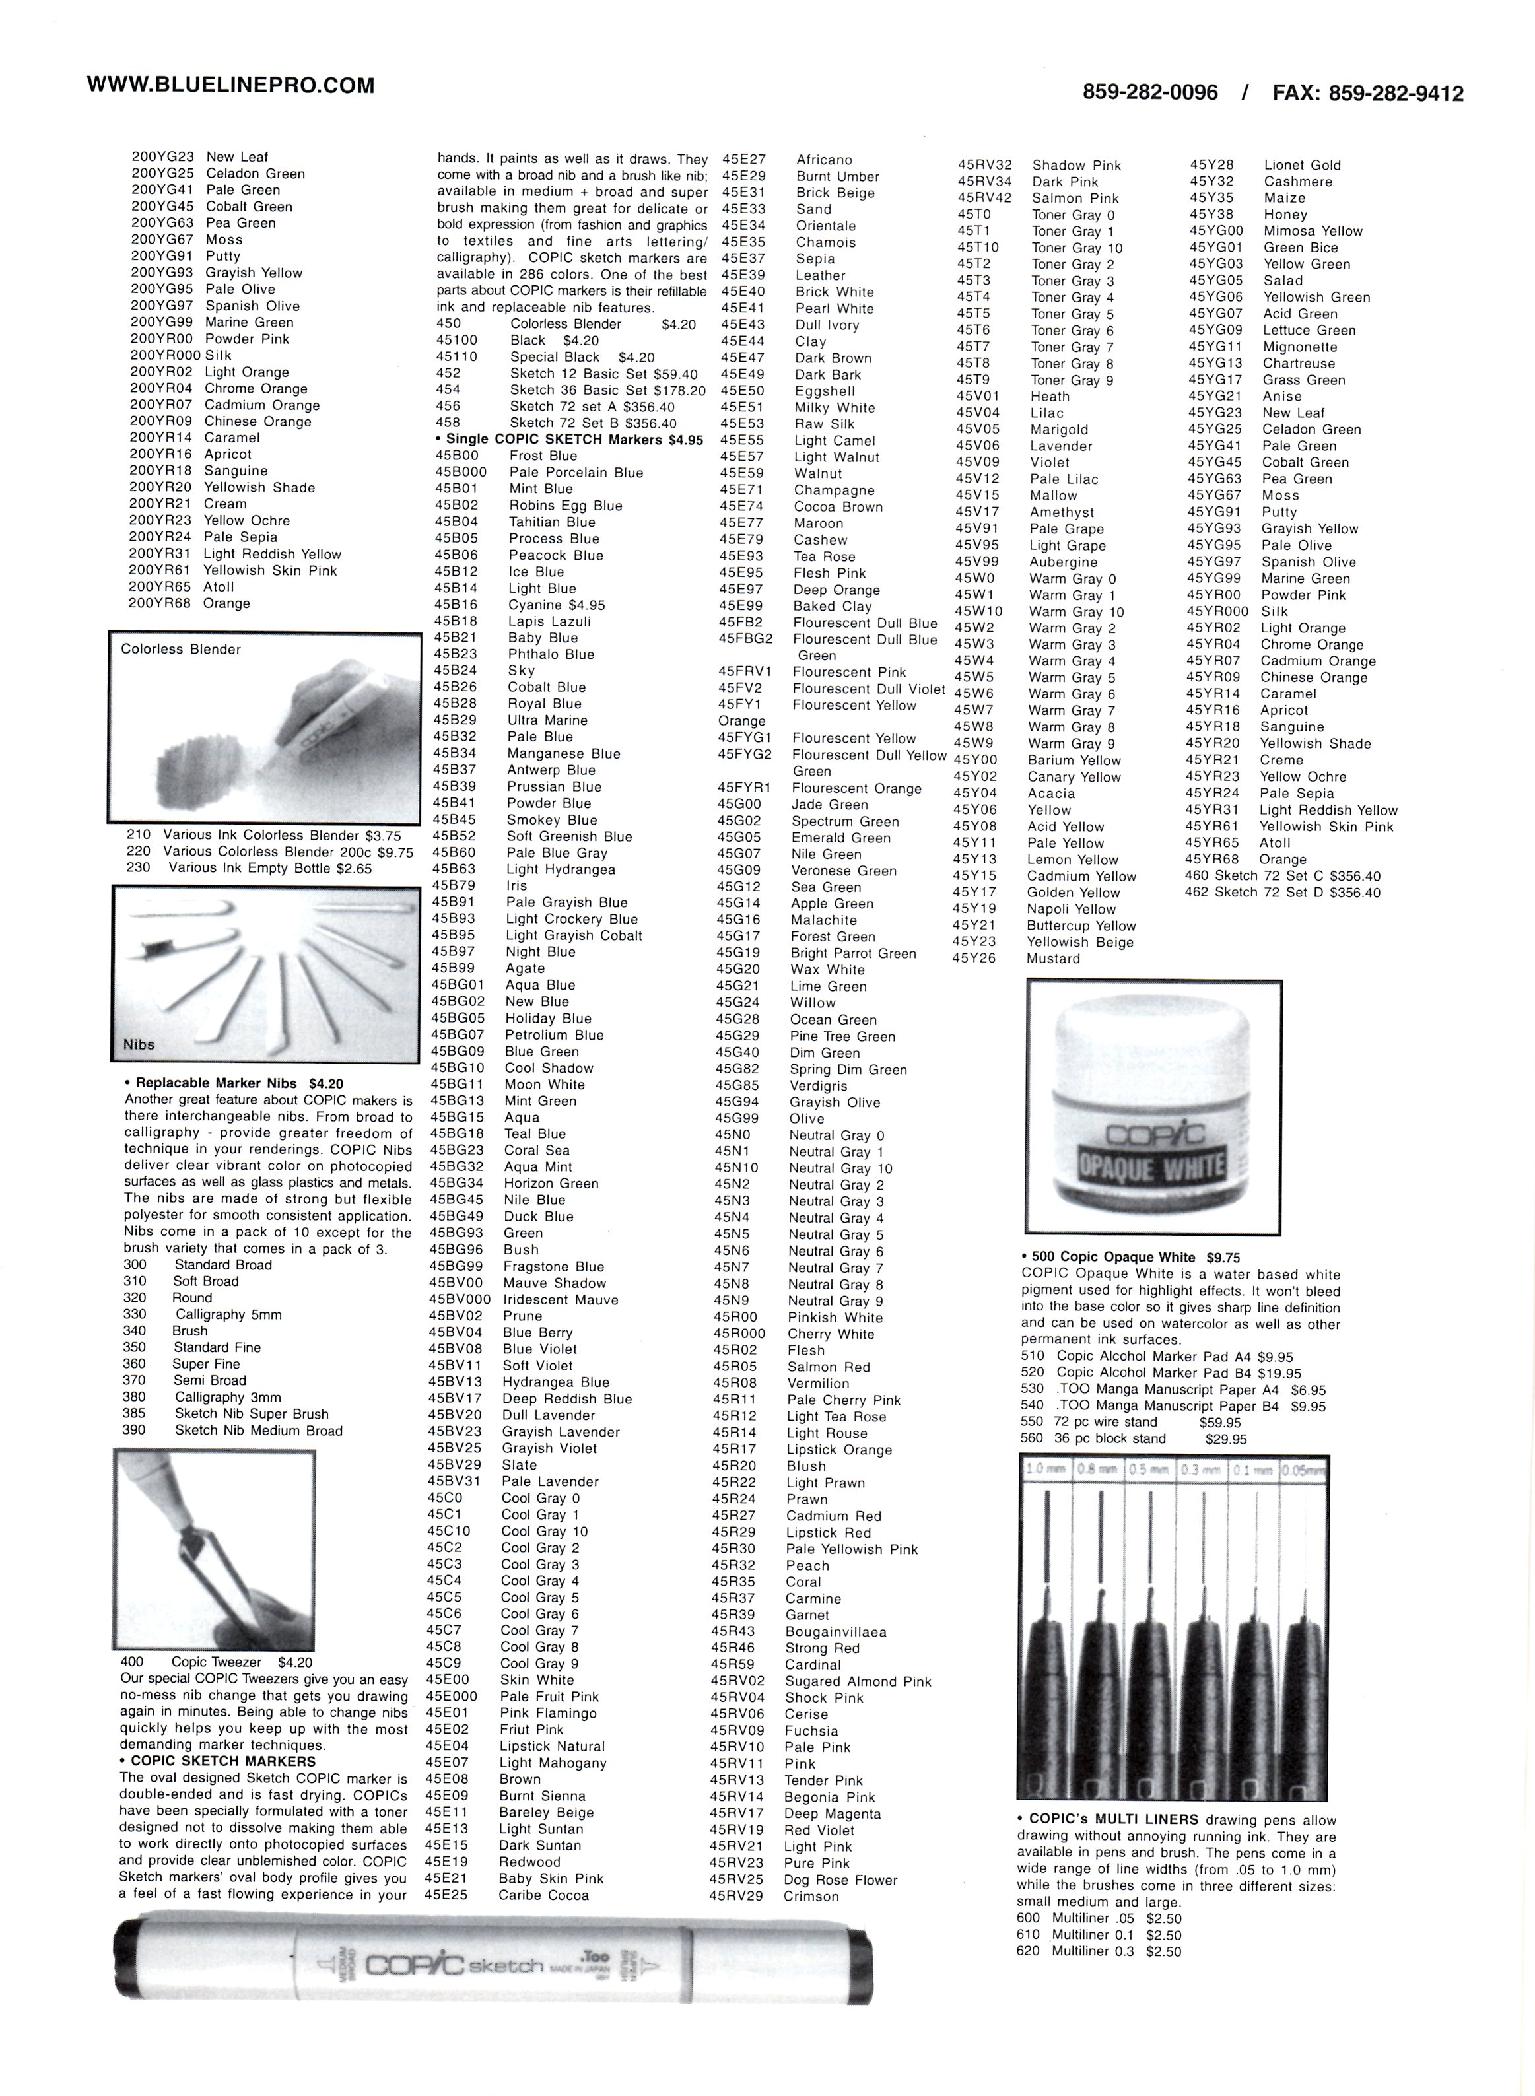 WWW.BLUELINEPRO.COM
859-282-0096 / FAX: 859-282-9412
200YG23 New Leaf
200YG25 Celadon Green
200YG41 Pale Green
200YG45 Cobalt Green
200YG63 Pea Green
200YG67 Moss
200YG91 Putty
200YG93 Grayish Yellow
200YG95 Pale Olive
200YG97 Spanish Olive
200YG99 Marine Green
200YR00 Powder Pink
200YR000 Silk
200YR02 Light Orange
200YR04 Chrome Orange
200YR07 Cadmium Orange
200YR09 Chinese Orange
200YR14 Caramel
200YR16 Apricot
200YR18 Sanguine
200YR20 Yellowish Shade
200YR21 Cream
200YR23 Yellow Ochre
200YR24 Pale Sepia
200YR31 Light Reddish Yellow
200YR61 Yellowish Skin Pink
200YR65 Atoll
200YR68 Orange
Colorless Blender
210 Various Ink Colorless Blender $3.75
220 Various Colorless Blender 200c $9.75
230 Various Ink Empty Bottle $2.65
Nibs
• Replacable Marker Nibs $4.20
Another great feature about COPIC makers is
there interchangeable nibs. From broad to
calligraphy - provide greater freedom of
technique in your renderings. COPIC Nibs
deliver clear vibrant color on photocopied
surfaces as well as glass plastics and metals.
The nibs are made of strong but flexible
polyester for smooth consistent application.
Nibs come in a pack of 10 except for the
brush variety that comes in a pack of 3.
300 Standard Broad
310 Soft Broad
320 Round
330 Calligraphy 5mm
340 Brush
350 Standard Fine
360 Super Fine
370 Semi Broad
380 Calligraphy 3mm
385 Sketch Nib Super Brush
390 Sketch Nib Medium Broad
400 Copic Tweezer $4.20
Our special COPIC Tweezers give you an easy
no-mess nib change that gets you drawing
again in minutes. Being able to change nibs
quickly helps you keep up with the most
demanding marker techniques.
• COPIC SKETCH MARKERS
The oval designed Sketch COPIC marker is
double-ended and is fast drying. COPICs
have been specially formulated with a toner
designed not to dissolve making them able
to work directly onto photocopied surfaces
and provide clear unblemished color. COPIC
Sketch markers' oval body profile gives you
a feel of a fast flowing experience in your
hands. It paints as well as it draws. They
come with a broad nib and a brush like nib;
available in medium + broad and super
brush making them great for delicate or
bold expression (from fashion and graphics
to textiles and fine arts lettering/
calligraphy). COPIC sketch markers are
available in 286 colors. One of the best
parts about COPIC markers is their refillable
ink and replaceable nib features.
450 Colorless Blender $4.20
45100 Black $4.20
45110 Special Black $4.20
452 Sketch 12 Basic Set $59.40
454 Sketch 36 Basic Set $178.20
456 Sketch 72 set A $356.40
458 Sketch 72 Set B $356.40
• Single COPIC SKETCH Markers $4.95
45B00 Frost Blue
45B000 Pale Porcelain Blue
45B01 Mint Blue
45B02 Robins Egg Blue
45B04 Tahitian Blue
45B05 Process Blue
45B06 Peacock Blue
45B12 Ice Blue
45B14 Light Blue
45B16 Cyanine $4.95
45B18 Lapis Lazuli
45B21 Baby Blue
45B23 Phthalo Blue
45B24 Sky
45B26 Cobalt Blue
45B28 Royal Blue
45B29 Ultra Marine
45B32 Pale Blue
45B34 Manganese Blue
45B37 Antwerp Blue
45B39 Prussian Blue
45B41 Powder Blue
45B45 Smokey Blue
45B52 Soft Greenish Blue
45B60 Pale Blue Gray
45B63 Light Hydrangea
45B79 Iris
45B91 Pale Grayish Blue
45B93 Light Crockery Blue
45B95 Light Grayish Cobalt
45B97 Night Blue
45B99 Agate
45BG01 Aqua Blue
45BG02 New Blue
45BG05 Holiday Blue
45BG07 Petrolium Blue
45BG09 Blue Green
45BG10 Cool Shadow
45BG11 Moon White
45BG13 Mint Green
45BG15 Aqua
45BG18 Teal Blue
45BG23 Coral Sea
45BG32 Aqua Mint
45BG34 Horizon Green
45BG45 Nile Blue
45BG49 Duck Blue
45BG93 Green
45BG96 Bush
45BG99 Fragstone Blue
45BV00 Mauve Shadow
45BV000 Iridescent Mauve
45BV02 Prune
45BV04 Blue Berry
45BV08 Blue Violet
45BV11 Soft Violet
45BV13 Hydrangea Blue
45BV17 Deep Reddish Blue
45BV20 Dull Lavender
45BV23 Grayish Lavender
45BV25 Grayish Violet
45BV29 Slate
45BV31 Pale Lavender
45C0 Cool Gray 0
45C1 Cool Gray 1
45C10 Cool Gray 10
45C2 Cool Gray 2
45C3 Cool Gray 3
45C4 Cool Gray 4
45C5 Cool Gray 5
45C6 Cool Gray 6
45C7 Cool Gray 7
45C8 Cool Gray 8
45C9 Cool Gray 9
45E00 Skin White
45E000 Pale Fruit Pink
45E01 Pink Flamingo
45E02 Friut Pink
45E04 Lipstick Natural
45E07 Light Mahogany
45E08 Brown
45E09 Burnt Sienna
45E11 Bareley Beige
45E13 Light Suntan
45E15 Dark Suntan
45E19 Redwood
45E21 Baby Skin Pink
45E25 Caribe Cocoa
45E27 Africano
45E29 Burnt Umber
45E31 Brick Beige
45E33 Sand
45E34 Orientale
45E35 Chamois
45E37 Sepia
45E39 Leather
45E40 Brick White
45E41 Pearl White
45E43 Dull Ivory
45E44 Clay
45E47 Dark Brown
45E49 Dark Bark
45E50 Eggshell
45E51 Milky White
45E53 Raw Silk
45E55 Light Camel
45E57 Light Walnut
45E59 Walnut
45E71 Champagne
45E74 Cocoa Brown
45E77 Maroon
45E79 Cashew
45E93 Tea Rose
45E95 Flesh Pink
45E97 Deep Orange
45E99 Baked Clay
45FB2 Flourescent Dull Blue
45FBG2 Flourescent Dull Blue
Green
45FRV1 Flourescent Pink
45FV2 Flourescent Dull Violet
45FY1 Flourescent Yellow
Orange
45FYG1 Flourescent Yellow
45FYG2 Flourescent Dull Yellow
Green
45FYR1 Flourescent Orange
45G00 Jade Green
45G02 Spectrum Green
45G05 Emerald Green
45G07 Nile Green
45G09 Veronese Green
45G12 Sea Green
45G14 Apple Green
45G16 Malachite
45G17 Forest Green
45G19 Bright Parrot Green
45G20 Wax White
45G21 Lime Green
45G24 Willow
45G28 Ocean Green
45G29 Pine Tree Green
45G40 Dim Green
45G82 Spring Dim Green
45G85 Verdigris
45G94 Grayish Olive
45G99 Olive
45N0 Neutral Gray 0
45N1 Neutral Gray 1
45N10 Neutral Gray 10
45N2 Neutral Gray 2
45N3 Neutral Gray 3
45N4 Neutral Gray 4
45N5 Neutral Gray 5
45N6 Neutral Gray 6
45N7 Neutral Gray 7
45N8 Neutral Gray 8
45N9 Neutral Gray 9
45R00 Pinkish White
45R000 Cherry White
45R02 Flesh
45R05 Salmon Red
45R08 Vermilion
45R11 Pale Cherry Pink
45R12 Light Tea Rose
45R14 Light Rouse
45R17 Lipstick Orange
45R20 Blush
45R22 Light Prawn
45R24 Prawn
45R27 Cadmium Red
45R29 Lipstick Red
45R30 Pale Yellowish Pink
45R32 Peach
45R35 Coral
45R37 Carmine
45R39 Garnet
45R43 Bougainvillaea
45R46 Strong Red
45R59 Cardinal
45RV02 Sugared Almond Pink
45RV04 Shock Pink
45RV06 Cerise
45RV09 Fuchsia
45RV10 Pale Pink
45RV11 Pink
45RV13 Tender Pink
45RV14 Begonia Pink
45RV17 Deep Magenta
45RV19 Red Violet
45RV21 Light Pink
45RV23 Pure Pink
45RV25 Dog Rose Flower
45RV29 Crimson
45RV32 Shadow Pink
45RV34 Dark Pink
45RV42 Salmon Pink
45T0 Toner Gray 0
45T1 Toner Gray 1
45T10 Toner Gray 10
45T2 Toner Gray 2
45T3 Toner Gray 3
45T4 Toner Gray 4
45T5 Toner Gray 5
45T6 Toner Gray 6
45T7 Toner Gray 7
45T8 Toner Gray 8
45T9 Toner Gray 9
45V01 Heath
45V04 Lilac
45V05 Marigold
45V06 Lavender
45V09 Violet
45V12 Pale Lilac
45V15 Mallow
45V17 Amethyst
45V91 Pale Grape
45V95 Light Grape
45V99 Aubergine
45W0 Warm Gray 0
45W1 Warm Gray 1
45W10 Warm Gray 10
45W2 Warm Gray 2
45W3 Warm Gray 3
45W4 Warm Gray 4
45W5 Warm Gray 5
45W6 Warm Gray 6
45W7 Warm Gray 7
45W8 Warm Gray 8
45W9 Warm Gray 9
45Y00 Barium Yellow
45Y02 Canary Yellow
45Y04 Acacia
45Y06 Yellow
45Y08 Acid Yellow
45Y11 Pale Yellow
45Y13 Lemon Yellow
45Y15 Cadmium Yellow
45Y17 Golden Yellow
45Y19 Napoli Yellow
45Y21 Buttercup Yellow
45Y23 Yellowish Beige
45Y26 Mustard
45Y28 Lionet Gold
45Y32 Cashmere
45Y35 Maize
45Y38 Honey
45YG00 Mimosa Yellow
45YG01 Green Bice
45YG03 Yellow Green
45YG05 Salad
45YG06 Yellowish Green
45YG07 Acid Green
45YG09 Lettuce Green
45YG11 Mignonette
45YG13 Chartreuse
45YG17 Grass Green
45YG21 Anise
45YG23 New Leaf
45YG25 Celadon Green
45YG41 Pale Green
45YG45 Cobalt Green
45YG63 Pea Green
45YG67 Moss
45YG91 Putty
45YG93 Grayish Yellow
45YG95 Pale Olive
45YG97 Spanish Olive
45YG99 Marine Green
45YR00 Powder Pink
45YR000 Silk
45YR02 Light Orange
45YR04 Chrome Orange
45YR07 Cadmium Orange
45YR09 Chinese Orange
45YR14 Caramel
45YR16 Apricot
45YR18 Sanguine
45YR20 Yellowish Shade
45YR21 Creme
45YR23 Yellow Ochre
45YR24 Pale Sepia
45YR31 Light Reddish Yellow
45YR61 Yellowish Skin Pink
45YR65 Atoll
45YR68 Orange
460 Sketch 72 Set C $356.40
462 Sketch 72 Set D $356.40
COPIC
OPAQUE WHITE
• 500 Copic Opaque White $9.75
COPIC Opaque White is a water based white
pigment used for highlight effects. It won't bleed
into the base color so it gives sharp line definition
and can be used on watercolor as well as other
permanent ink surfaces.
510 Copic Alcohol Marker Pad A4 $9.95
520 Copic Alcohol Marker Pad B4 $19.95
530 .TOO Manga Manuscript Paper A4 $6.95
540 .TOO Manga Manuscript Paper B4 $9.95
550 72 pc wire stand $59.95
560 36 pc block stand $29.95
1.0 mm 0.8 mm 0.5 mm 0.3 mm 0.1 mm 0.05mm
• COPIC's MULTI LINERS drawing pens allow
drawing without annoying running ink. They are
available in pens and brush. The pens come in a
wide range of line widths (from .05 to 1.0 mm)
while the brushes come in three different sizes:
small medium and large.
600 Multiliner .05 $2.50
610 Multiliner 0.1 $2.50
620 Multiliner 0.3 $2.50
MEDIUM BROAD COPIC sketch .Too MADE IN JAPAN SUPER BRUSH